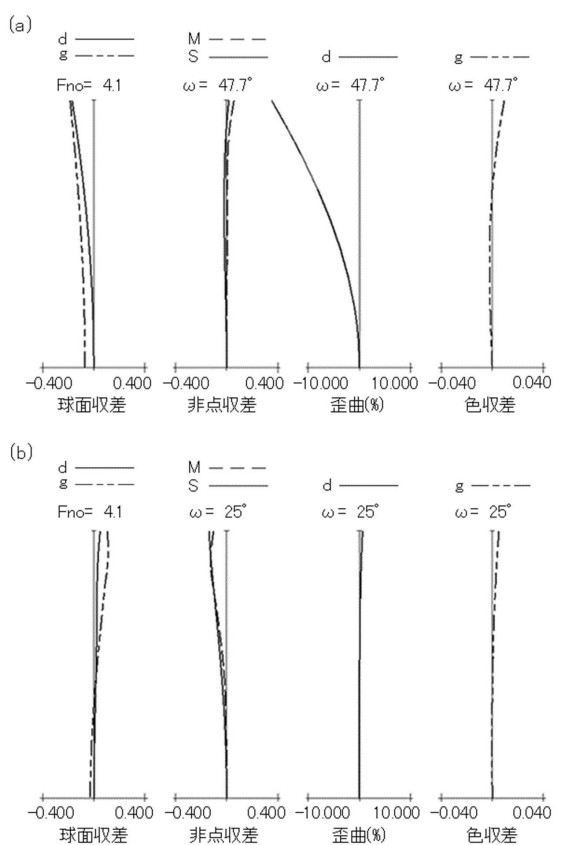 (a)
d
g
Fno= 4.1
M
S
ω= 47.7°
d
ω= 47.7°
g
ω= 47.7°
-0.400 0.400
球面収差
-0.400 0.400
非点収差
-10.000 10.000
歪曲(%)
-0.040 0.040
色収差
(b)
d
g
Fno= 4.1
M
S
ω= 25°
d
ω= 25°
g
ω= 25°
-0.400 0.400
球面収差
-0.400 0.400
非点収差
-10.000 10.000
歪曲(%)
-0.040 0.040
色収差